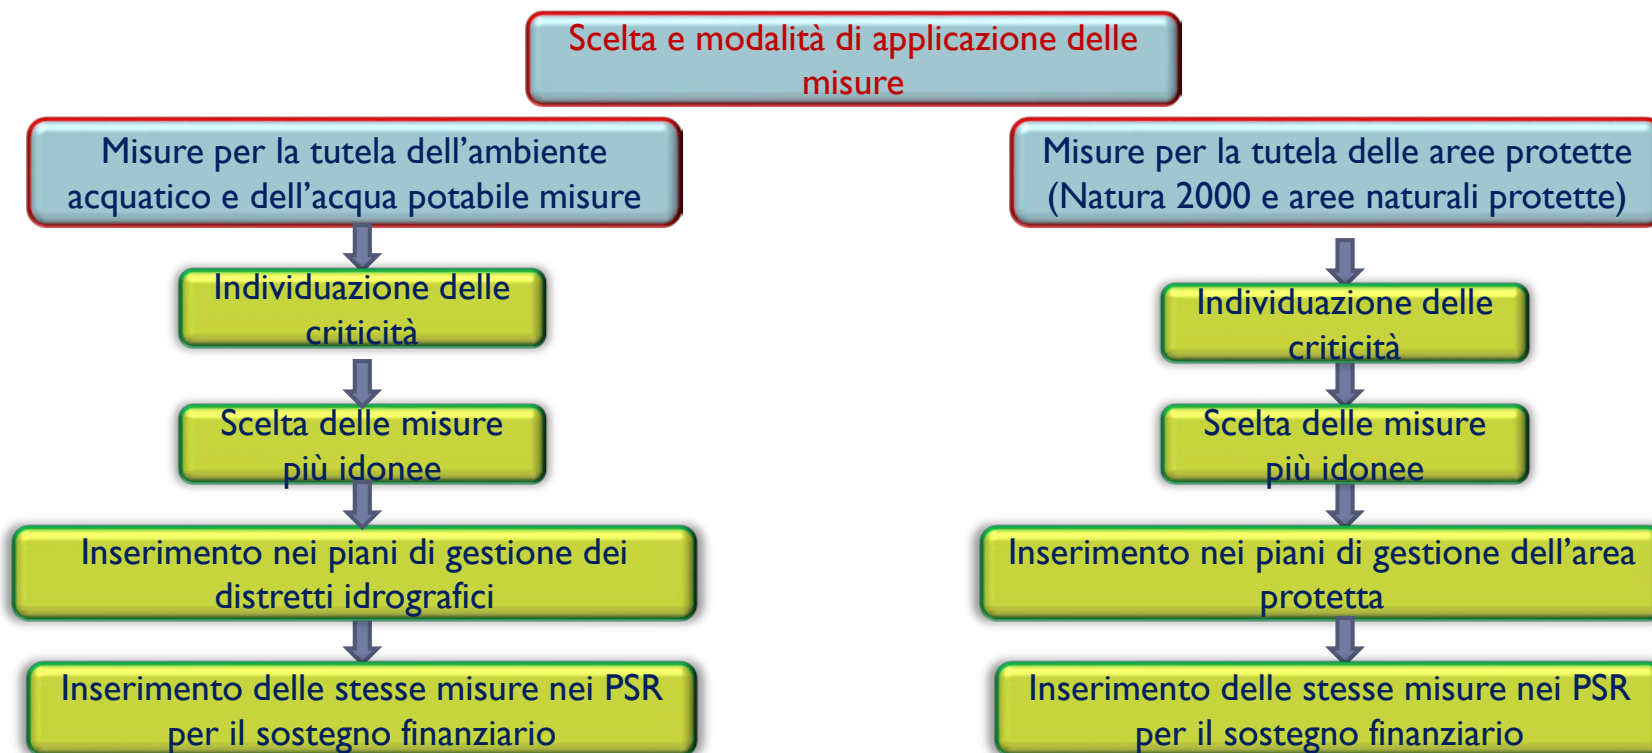 Scelta e modalità di applicazione delle
misure
Misure per la tutela dell’ambiente
acquatico e dell’acqua potabile misure
Individuazione delle
criticità
Scelta delle misure
più idonee
Inserimento nei piani di gestione dei
distretti idrografici
Inserimento delle stesse misure nei PSR
per il sostegno finanziario
Misure per la tutela delle aree protette
(Natura 2000 e aree naturali protette)
Individuazione delle
criticità
Scelta delle misure
più idonee
Inserimento nei piani di gestione dell’area
protetta
Inserimento delle stesse misure nei PSR
per il sostegno finanziario